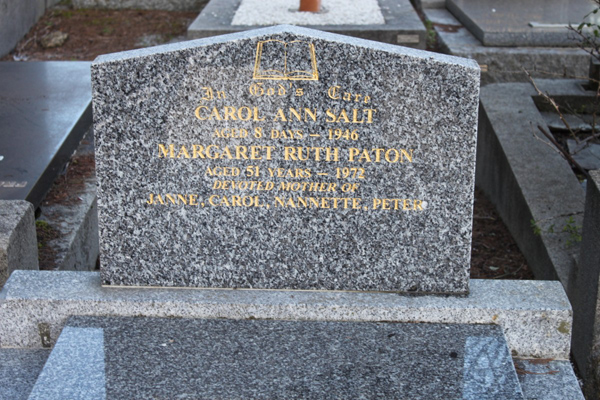 In God's Care
CAROL ANN SALT
AGED 8 DAYS – 1946
MARGARET RUTH PATON
AGED 51 YEARS – 1972
DEVOTED MOTHER OF
JANNE, CAROL, NANNETTE, PETER